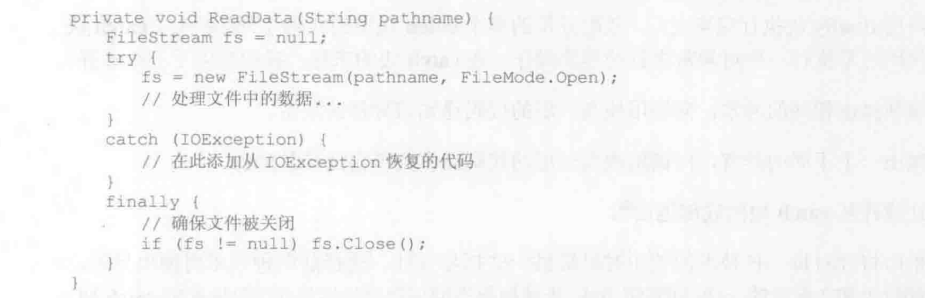 private void ReadData(String pathname) {
    FileStream fs = null;
    try {
        fs = new FileStream(pathname, FileMode.Open);
        // 处理文件中的数据...
    }
    catch (IOException) {
        // 在此添加从 IOException 恢复的代码
    }
    finally {
        // 确保文件被关闭
        if (fs != null) fs.Close();
    }
}